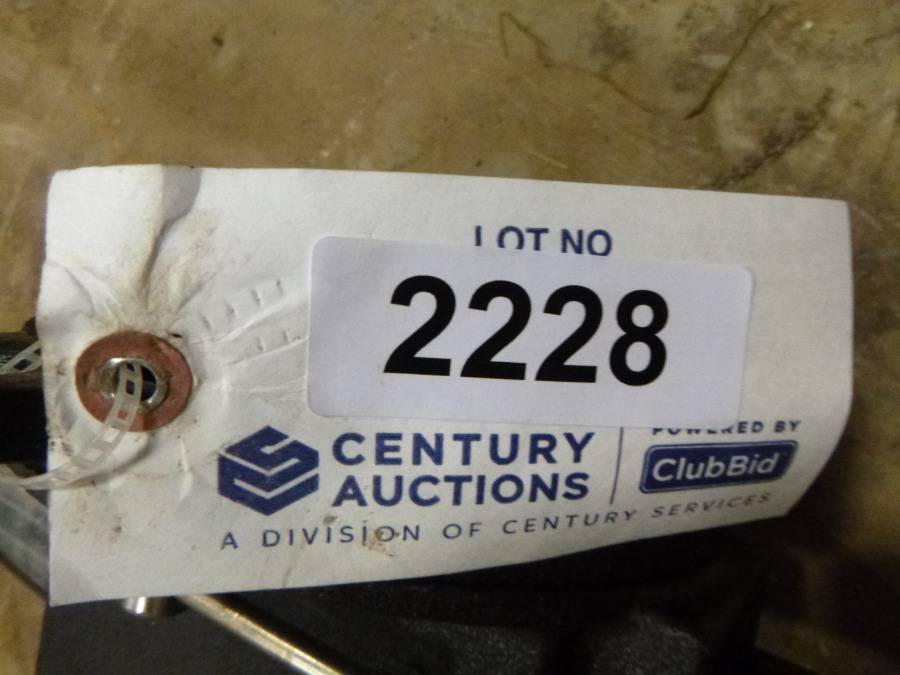 LOT NO
2228
CENTURY
AUCTIONS
POWERED BY
ClubBid
A DIVISION OF CENTURY SERVICES